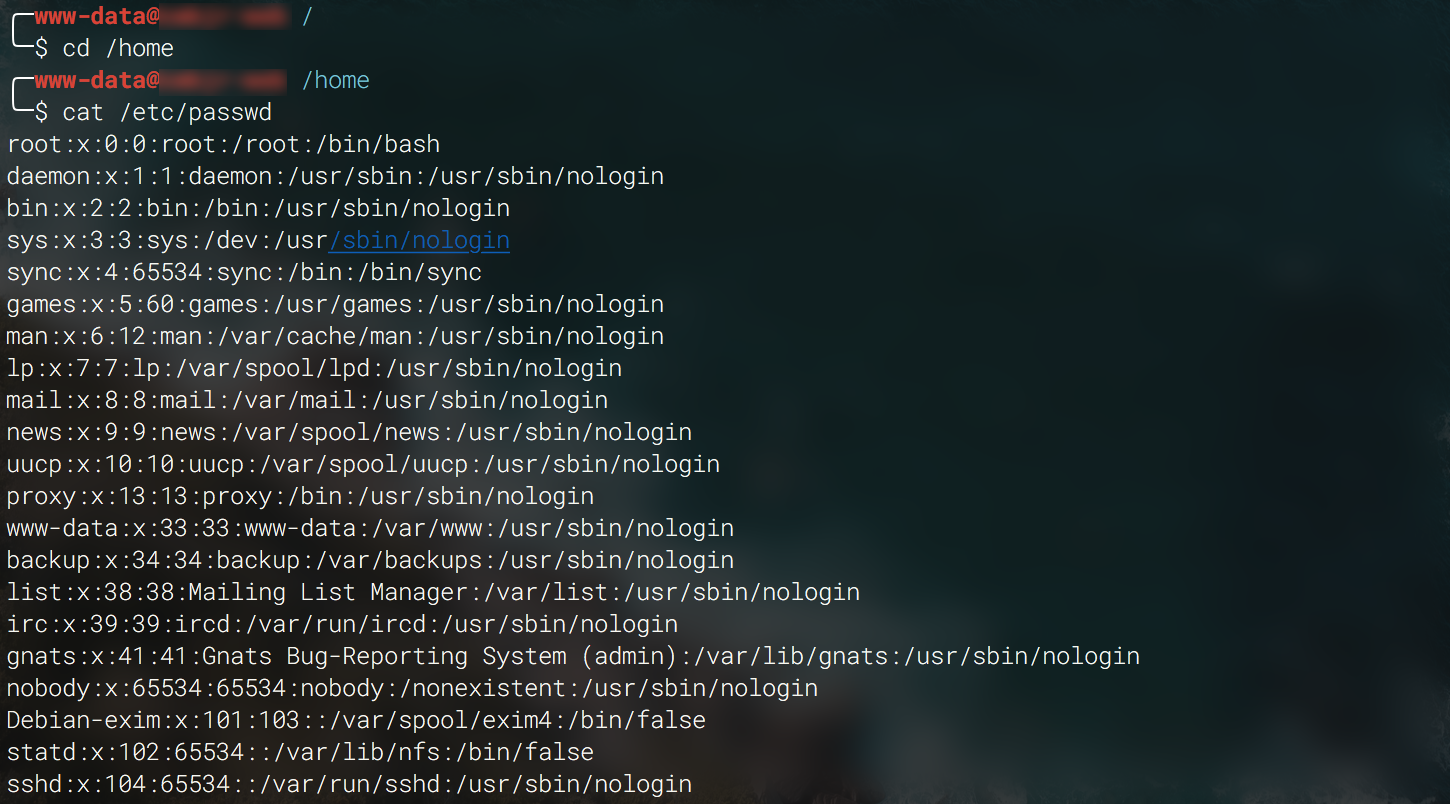 www-data@ /
$ cd /home
www-data@ /home
$ cat /etc/passwd
root:x:0:0:root:/root:/bin/bash
daemon:x:1:1:daemon:/usr/sbin:/usr/sbin/nologin
bin:x:2:2:bin:/bin:/usr/sbin/nologin
sys:x:3:3:sys:/dev:/usr/sbin/nologin
sync:x:4:65534:sync:/bin:/bin/sync
games:x:5:60:games:/usr/games:/usr/sbin/nologin
man:x:6:12:man:/var/cache/man:/usr/sbin/nologin
lp:x:7:7:lp:/var/spool/lpd:/usr/sbin/nologin
mail:x:8:8:mail:/var/mail:/usr/sbin/nologin
news:x:9:9:news:/var/spool/news:/usr/sbin/nologin
uucp:x:10:10:uucp:/var/spool/uucp:/usr/sbin/nologin
proxy:x:13:13:proxy:/bin:/usr/sbin/nologin
www-data:x:33:33:www-data:/var/www:/usr/sbin/nologin
backup:x:34:34:backup:/var/backups:/usr/sbin/nologin
list:x:38:38:Mailing List Manager:/var/list:/usr/sbin/nologin
irc:x:39:39:ircd:/var/run/ircd:/usr/sbin/nologin
gnats:x:41:41:Gnats Bug-Reporting System (admin):/var/lib/gnats:/usr/sbin/nologin
nobody:x:65534:65534:nobody:/nonexistent:/usr/sbin/nologin
Debian-exim:x:101:103::/var/spool/exim4:/bin/false
statd:x:102:65534::/var/lib/nfs:/bin/false
sshd:x:104:65534::/var/run/sshd:/usr/sbin/nologin